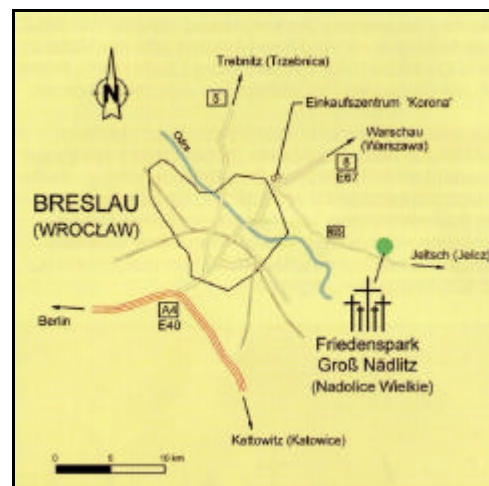 Trebnitz (Trzebnica)
N
5
Einkaufszentrum 'Korona'
Odra
Warschau
(Warszawa)
8
E67
BRESLAU
(WROCŁAW)
Jeltsch (Jelcz)
Berlin
A4
E40
Friedenspark
Groß Nädlitz
(Nadolice Wielkie)
Kattowitz (Katowice)
0
5
10 km